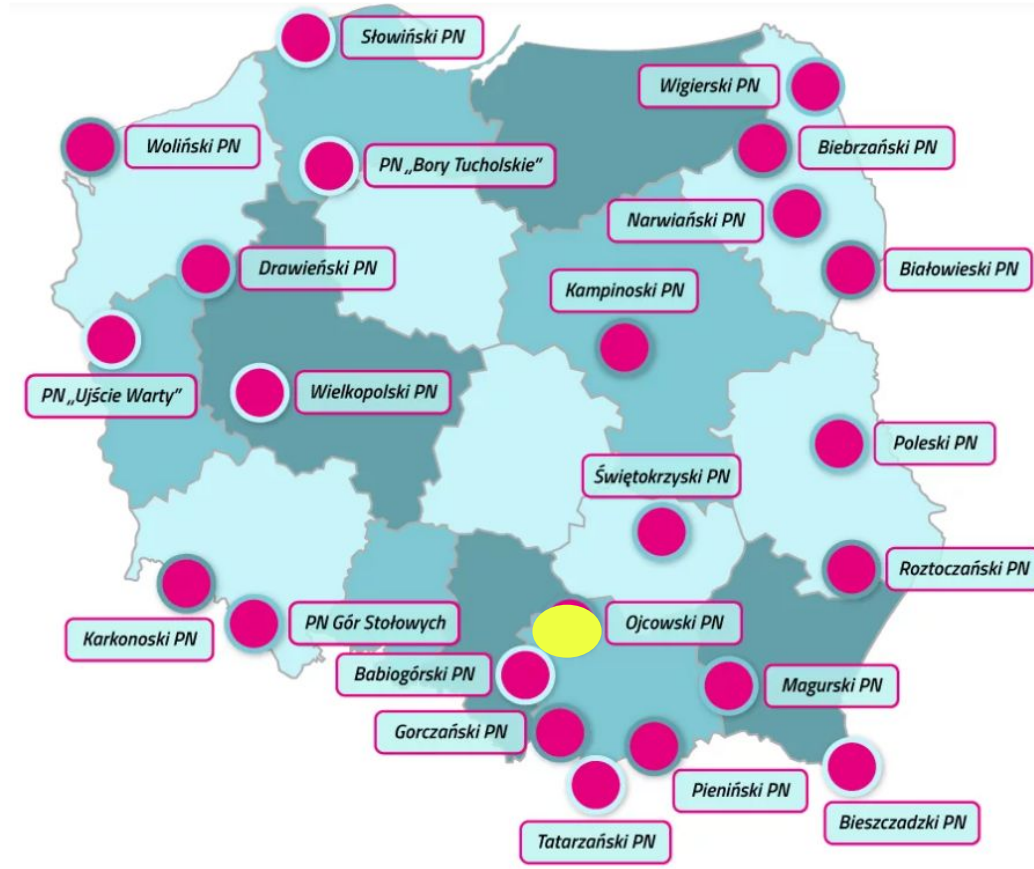 Słowiński PN
Wigierski PN
Woliński PN
Biebrzański PN
PN „Bory Tucholskie”
Narwiański PN
Drawieński PN
Białowieski PN
Kampinoski PN
PN „Ujście Warty”
Wielkopolski PN
Poleski PN
Świętokrzyski PN
Roztoczański PN
Karkonoski PN
PN Gór Stołowych
Ojcowski PN
Babiogórski PN
Magurski PN
Gorczański PN
Pieniński PN
Bieszczadzki PN
Tatarzański PN